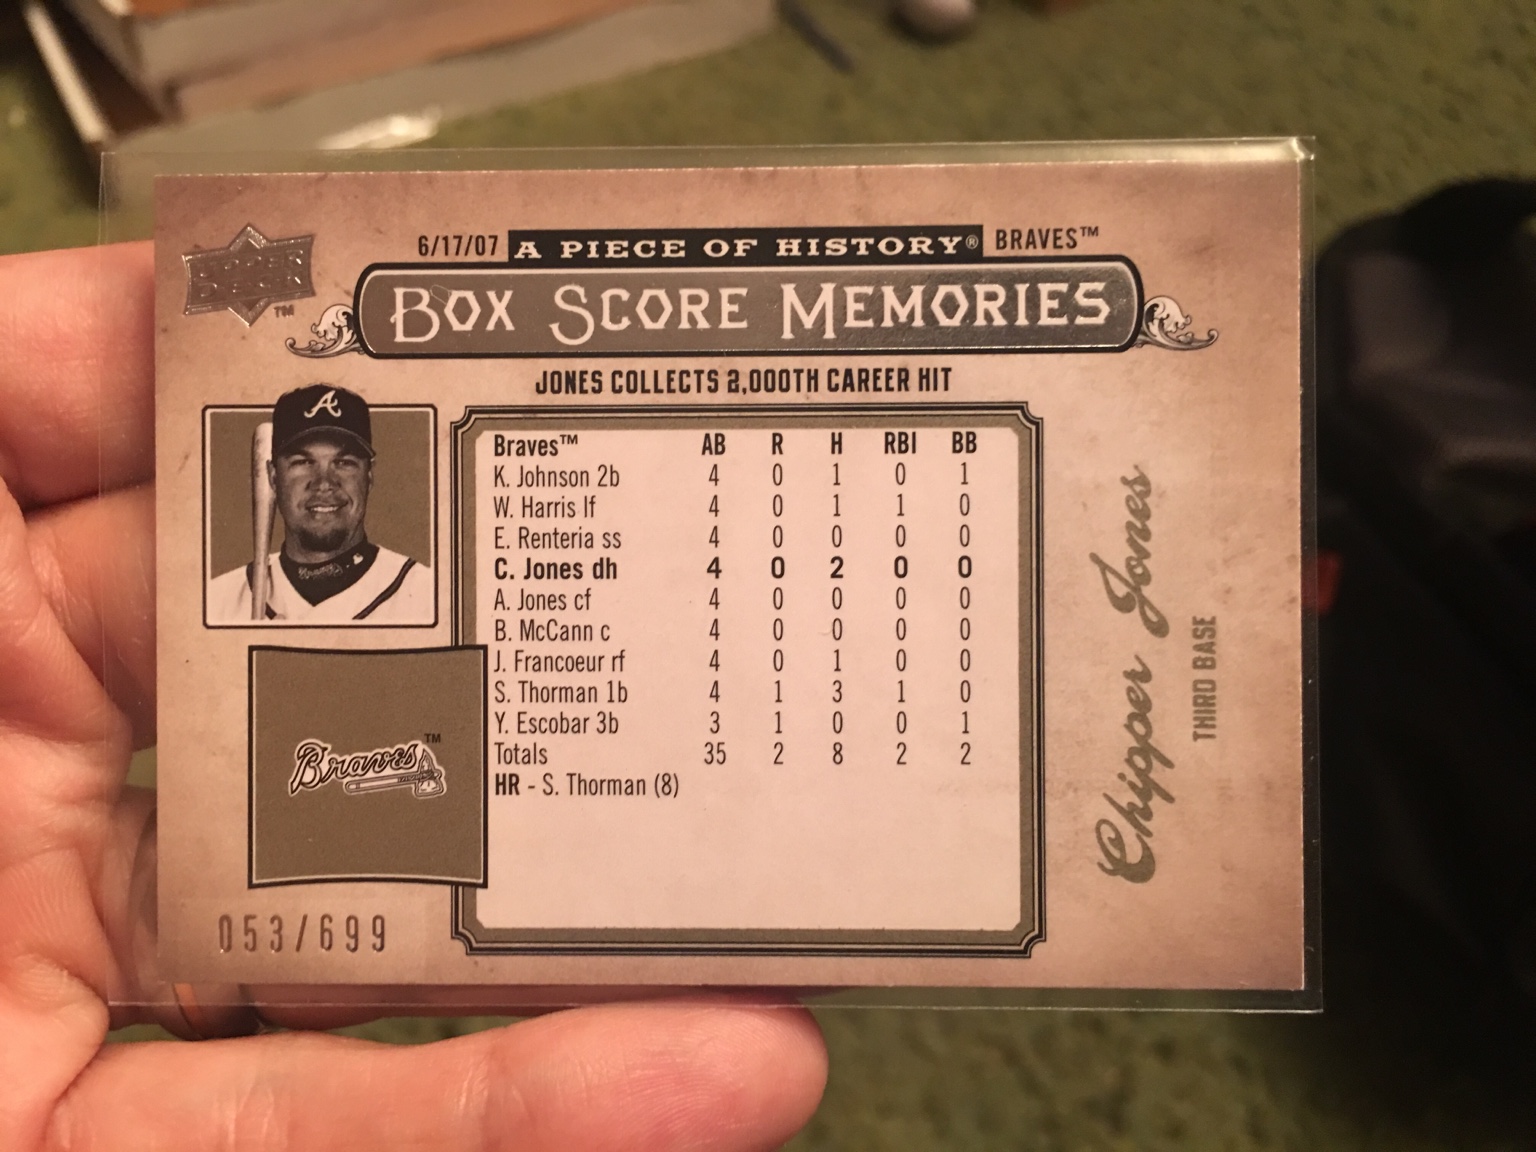 UPPER DECK™
6/17/07 A PIECE OF HISTORY® BRAVES™
BOX SCORE MEMORIES
JONES COLLECTS 2,000TH CAREER HIT
A
Braves™ AB R H RBI BB
K. Johnson 2b 4 0 1 0 1
W. Harris lf 4 0 1 1 0
E. Renteria ss 4 0 0 0 0
C. Jones dh 4 0 2 0 0
A. Jones cf 4 0 0 0 0
B. McCann c 4 0 0 0 0
J. Francoeur rf 4 0 1 0 0
S. Thorman 1b 4 1 3 1 0
Y. Escobar 3b 3 1 0 0 1
Totals 35 2 8 2 2
HR - S. Thorman (8)
Braves™
053/699
Chipper Jones
THIRD BASE